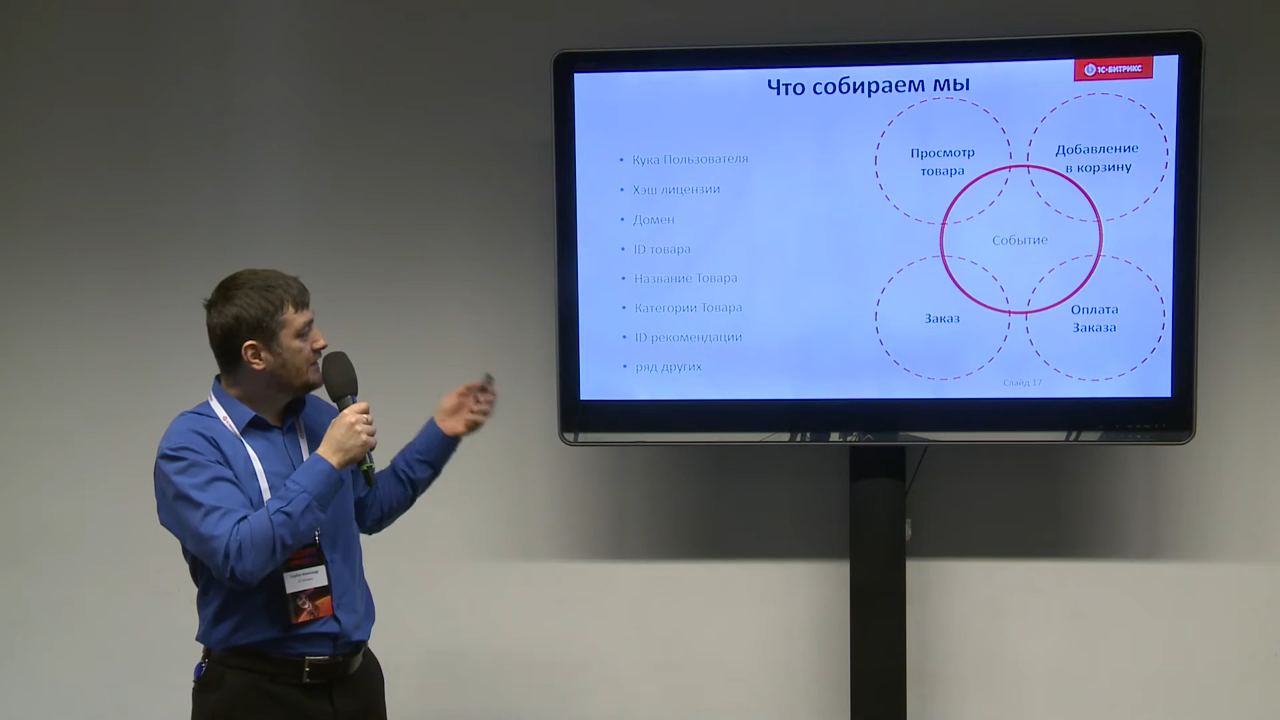 1С-БИТРИКС
Что собираем мы
• Кука Пользователя
• Хэш лицензии
• Домен
• ID товара
• Название Товара
• Категории Товара
• ID рекомендации
• ряд других
Просмотр
товара
Добавление
в корзину
Событие
Заказ
Оплата
Заказа
Слайд 17